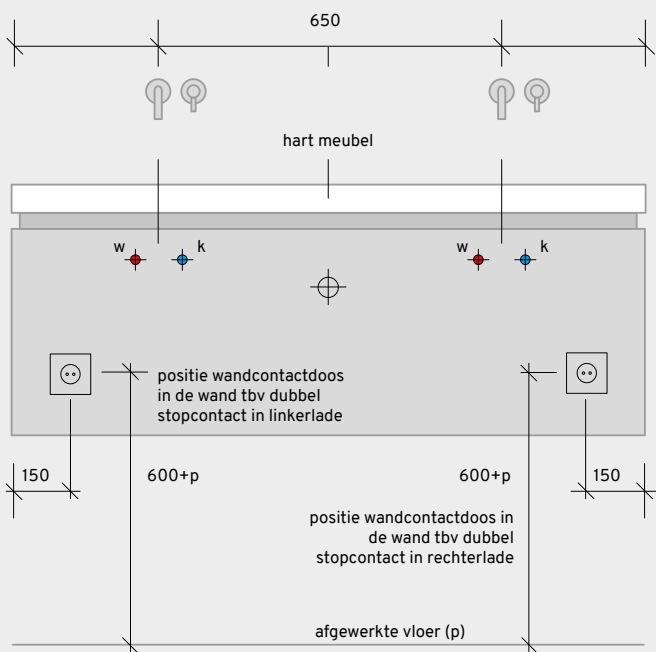 650
hart meubel
w k w k
positie wandcontactdoos
in de wand tbv dubbel
stopcontact in linkerlade
150 600+p 600+p 150
positie wandcontactdoos in
de wand tbv dubbel
stopcontact in rechterlade
afgewerkte vloer (p)